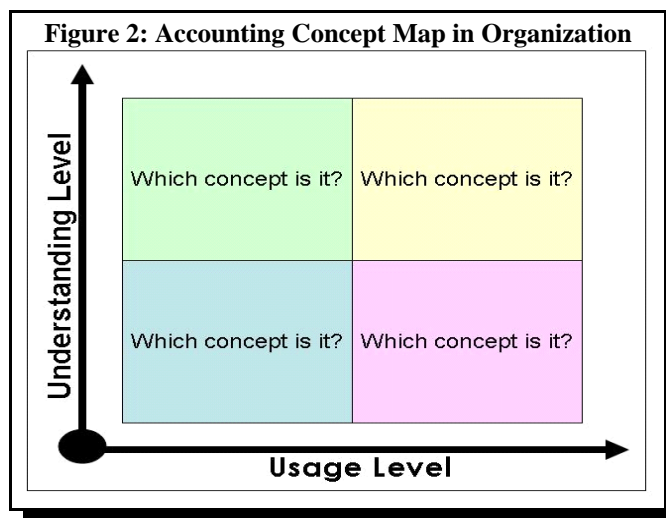 Figure 2: Accounting Concept Map in Organization
Understanding Level
Which concept is it? Which concept is it?
Which concept is it? Which concept is it?
Usage Level